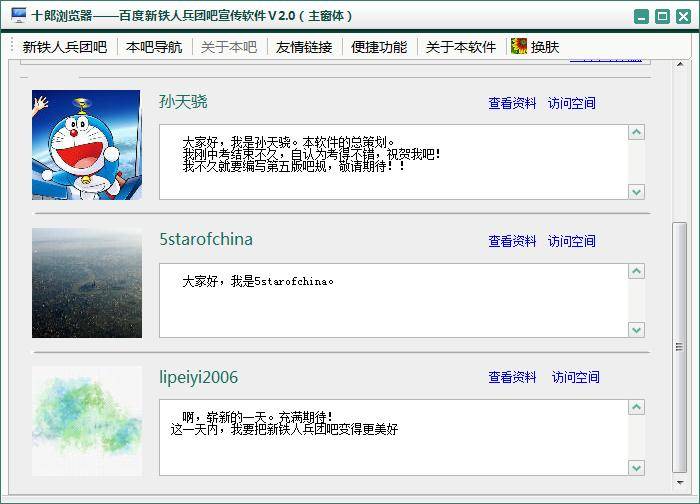 十郎浏览器——百度新铁人兵团吧宣传软件V2.0（主窗体）
新铁人兵团吧 本吧导航 关于本吧 友情链接 便捷功能 关于本软件 换肤
孙天骁 查看资料 访问空间
大家好，我是孙天骁。本软件的总策划。
我刚中考结束不久，自认为考得不错，祝贺我吧！
我不久就要编写第五版吧规，敬请期待！！
5starofchina 查看资料 访问空间
大家好，我是5starofchina。
lipeiyi2006 查看资料 访问空间
啊，崭新的一天。充满期待！
这一天内，我要把新铁人兵团吧变得更美好